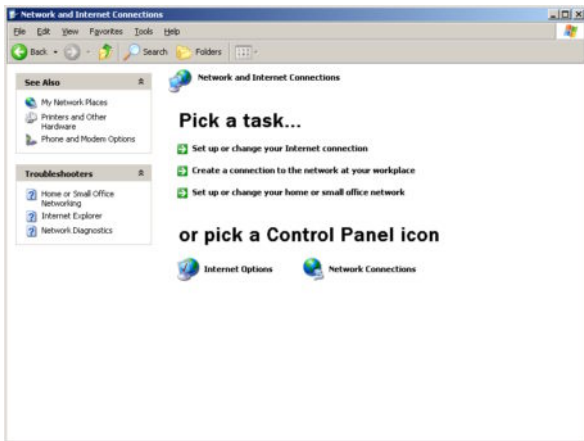 Network and Internet Connections
File Edit View Favorites Tools Help
Back Search Folders
See Also
My Network Places
Printers and Other
Hardware
Phone and Modem Options
Troubleshooters
Home or Small Office
Networking
Internet Explorer
Network Diagnostics
Network and Internet Connections
Pick a task...
Set up or change your Internet connection
Create a connection to the network at your workplace
Set up or change your home or small office network
or pick a Control Panel icon
Internet Options Network Connections